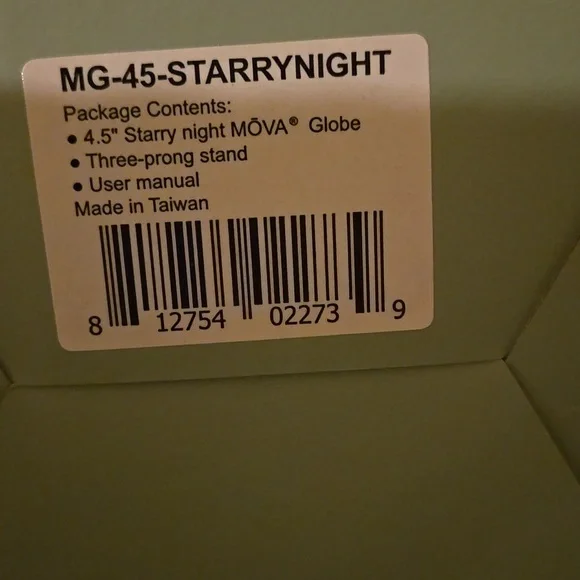 MG-45-STARRYNIGHT
Package Contents:
● 4.5" Starry night MŌVA® Globe
● Three-prong stand
● User manual
Made in Taiwan
8 12754 02273 9